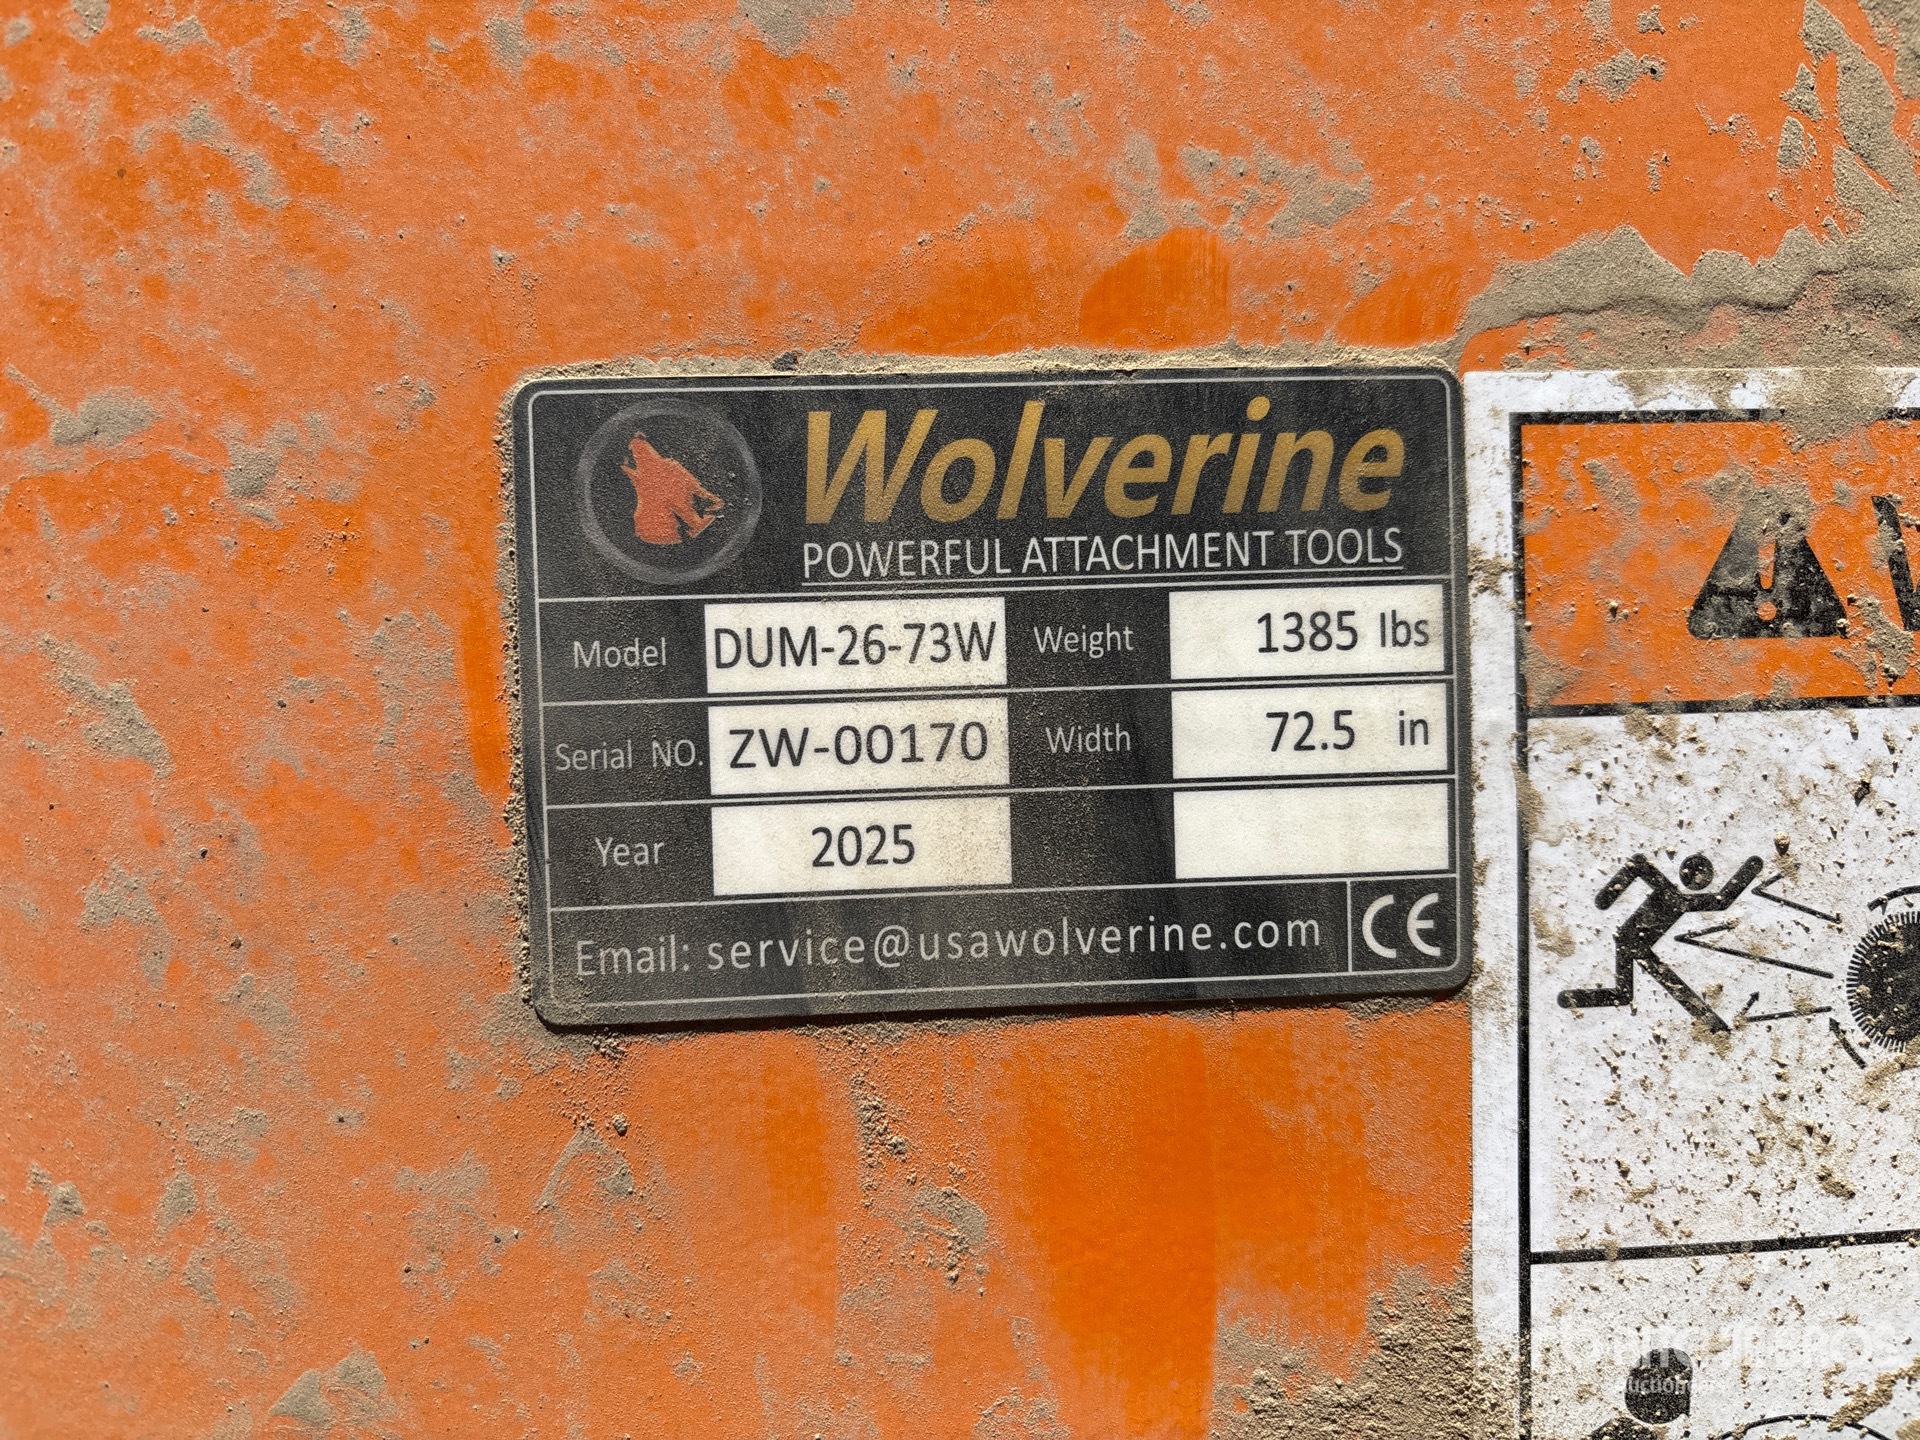 Wolverine
POWERFUL ATTACHMENT TOOLS
Model DUM-26-73W Weight 1385 lbs
Serial NO. ZW-00170 Width 72.5 in
Year 2025
Email: service@usawolverine.com CE